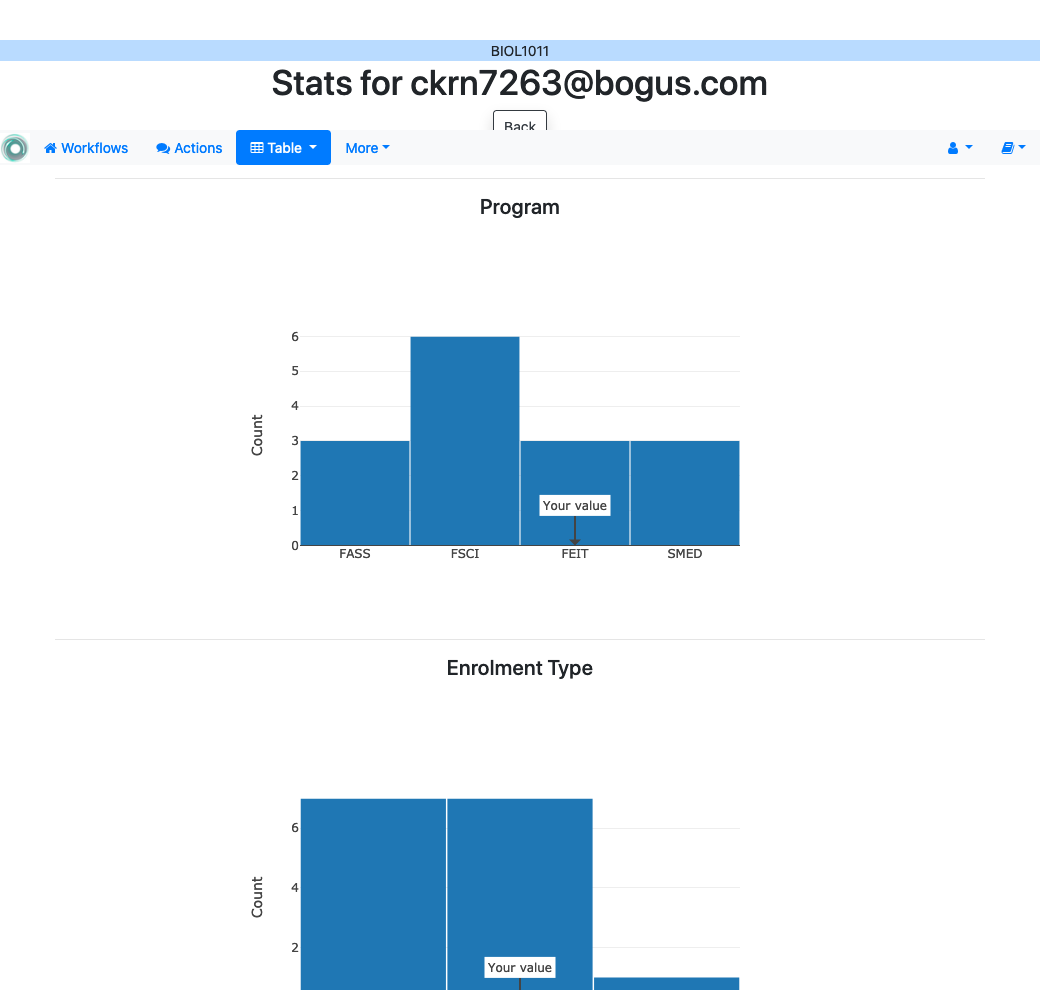 BIOL1011
Stats for ckrn7263@bogus.com
Back
Workflows Actions Table More
Program
6
5
4
3
2
1
0
Count
Your value
FASS FSCI FEIT SMED
Enrolment Type
6
4
2
Count
Your value